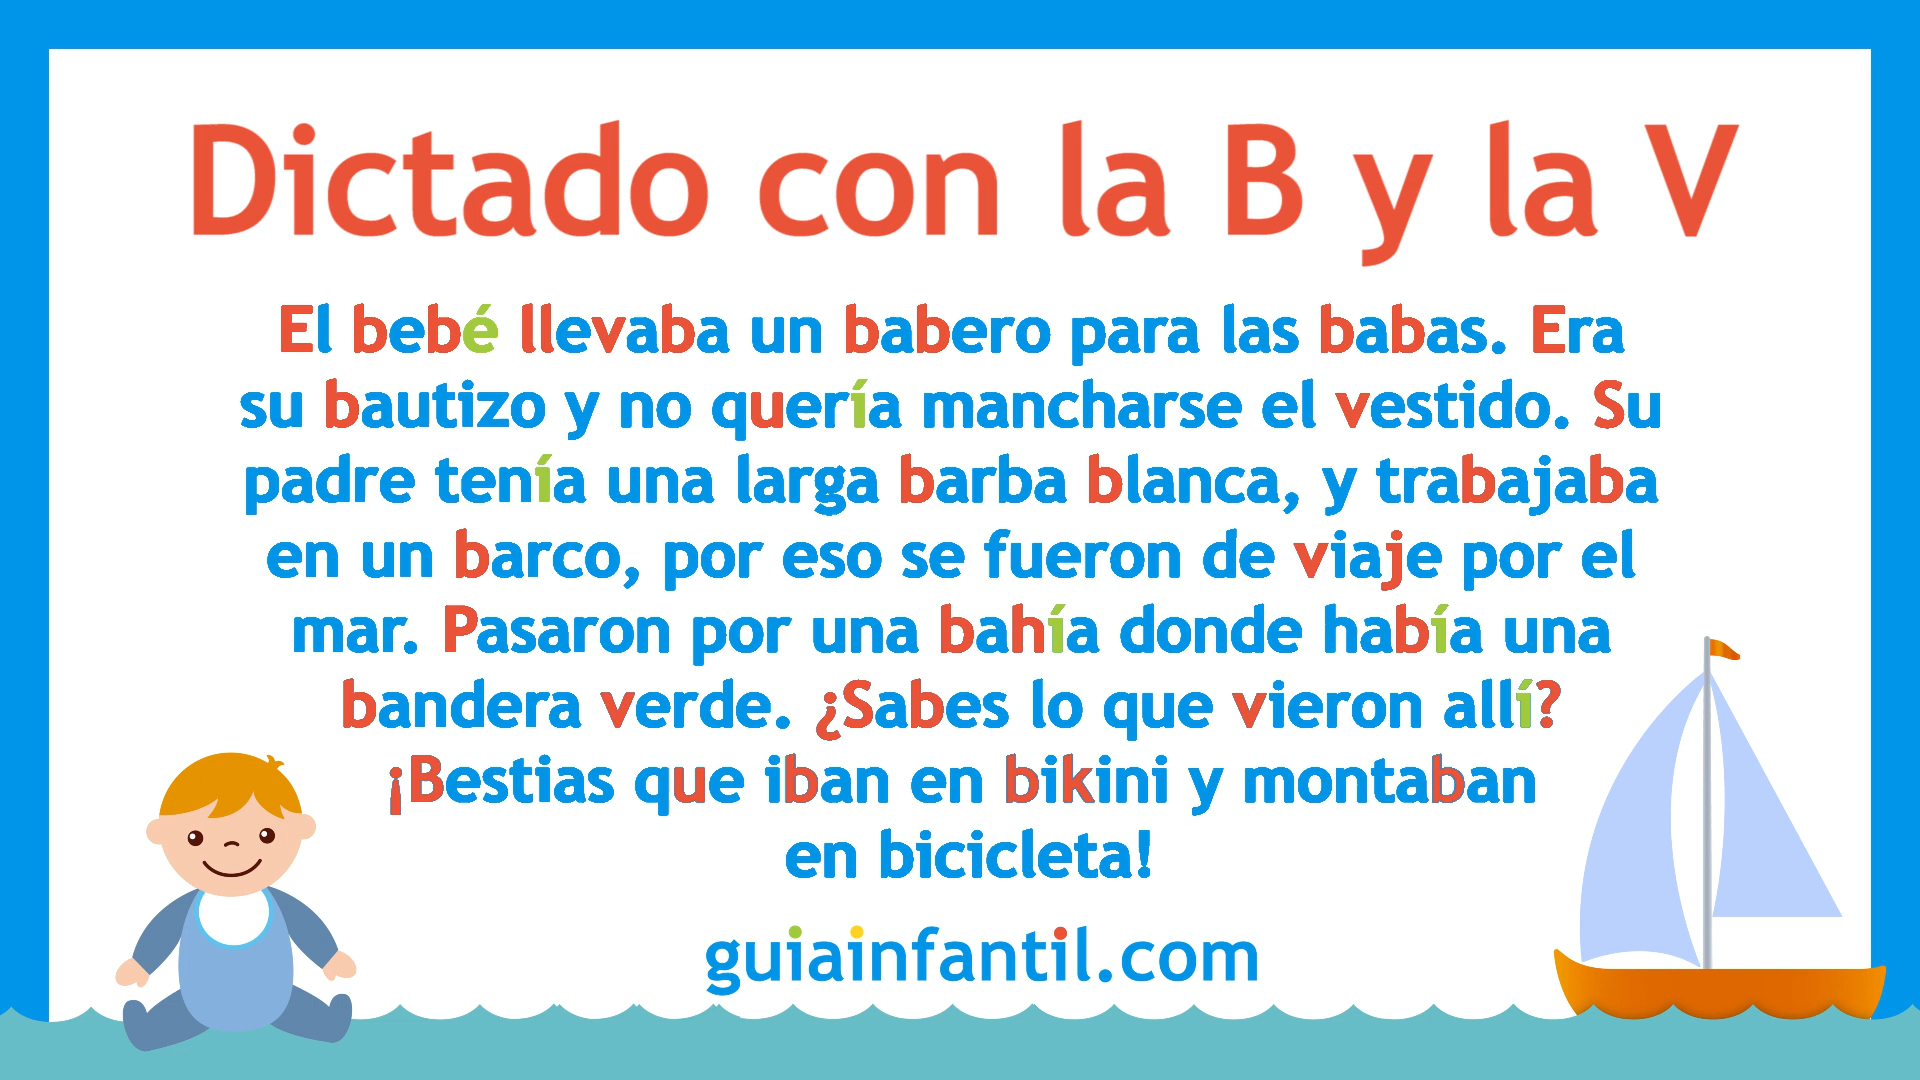 Dictado con la B y la V
El bebé llevaba un babero para las babas. Era
su bautizo y no quería mancharse el vestido. Su
padre tenía una larga barba blanca, y trabajaba
en un barco, por eso se fueron de viaje por el
mar. Pasaron por una bahía donde había una
bandera verde. ¿Sabes lo que vieron allí?
¡Bestias que iban en bikini y montaban
en bicicleta!
guiainfantil.com